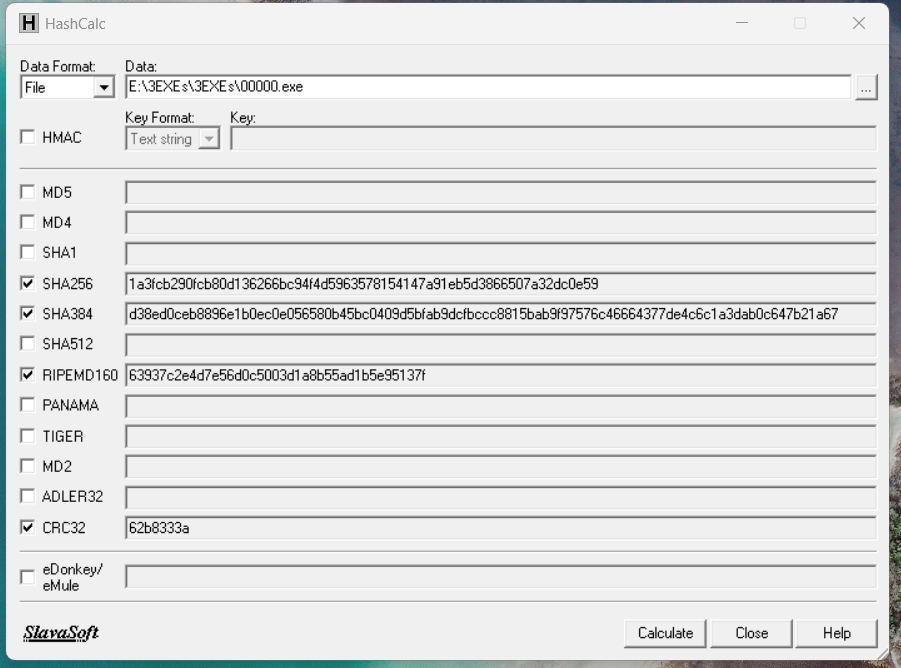 HashCalc
Data Format: Data:
File E:\3EXEs\3EXEs\00000.exe ...
Key Format: Key:
HMAC Text string
MD5
MD4
SHA1
SHA256 1a3fcb290fcb80d136266bc94f4d5963578154147a91eb5d3866507a32dc0e59
SHA384 d38ed0ceb8896e1b0ec0e056580b45bc0409d5bfab9dcfbccc8815bab9f97576c46664377de4c6c1a3dab0c647b21a67
SHA512
RIPEMD160 63937c2e4d7e56d0c5003d1a8b55ad1b5e95137f
PANAMA
TIGER
MD2
ADLER32
CRC32 62b8333a
eDonkey/
eMule
SlavaSoft Calculate Close Help